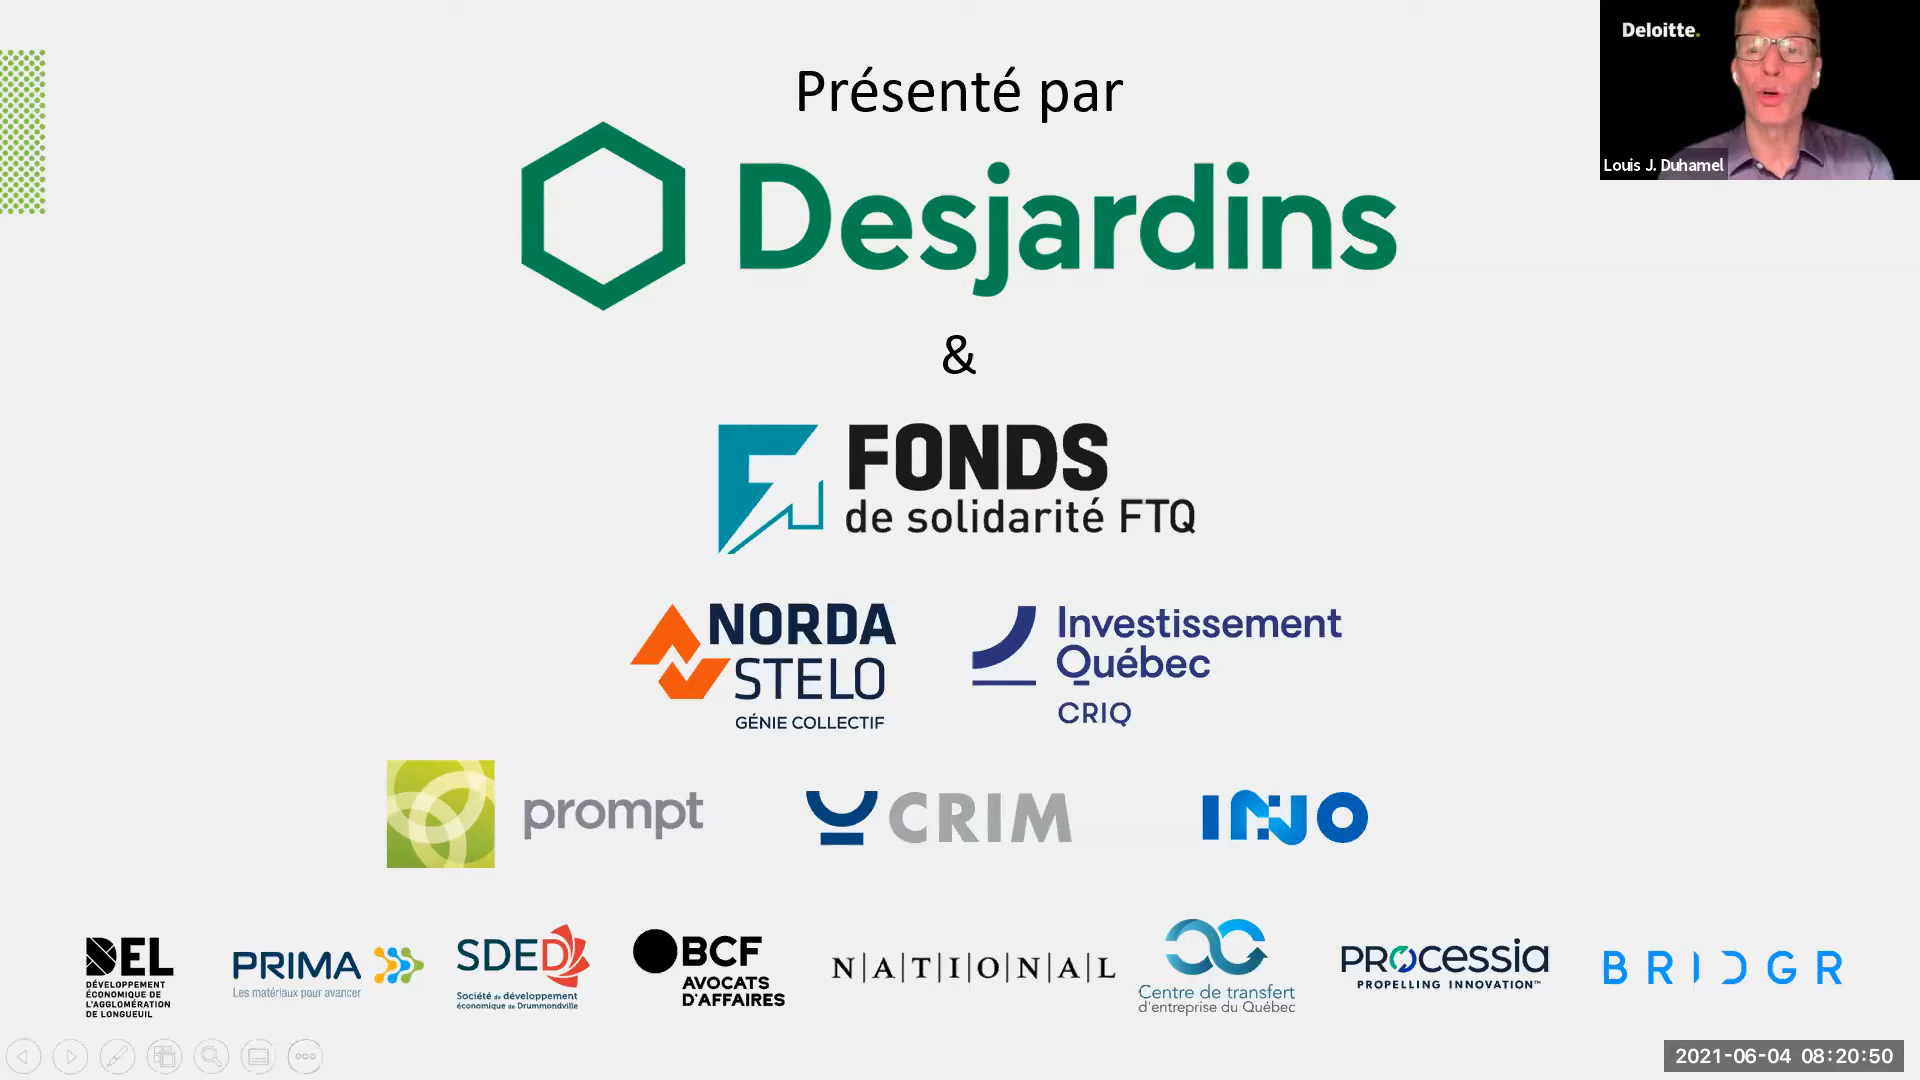 Deloitte.
Louis J. Duhamel
Présenté par
Desjardins
&
FONDS
de solidarité FTQ
NORDA
STELO
GÉNIE COLLECTIF
Investissement
Québec
CRIQ
prompt
CRIM
INO
DEL
DÉVELOPPEMENT
ÉCONOMIQUE DE
L'AGGLOMÉRATION
DE LONGUEUIL
PRIMA
Les matériaux pour avancer
SDED
Société de développement
économique de Drummondville
BCF
AVOCATS
D'AFFAIRES
N|A|T|I|O|N|A|L
Centre de transfert
d'entreprise du Québec
PROCESSIA
PROPELLING INNOVATION™
BRIDGR
2021-06-04 08:20:50